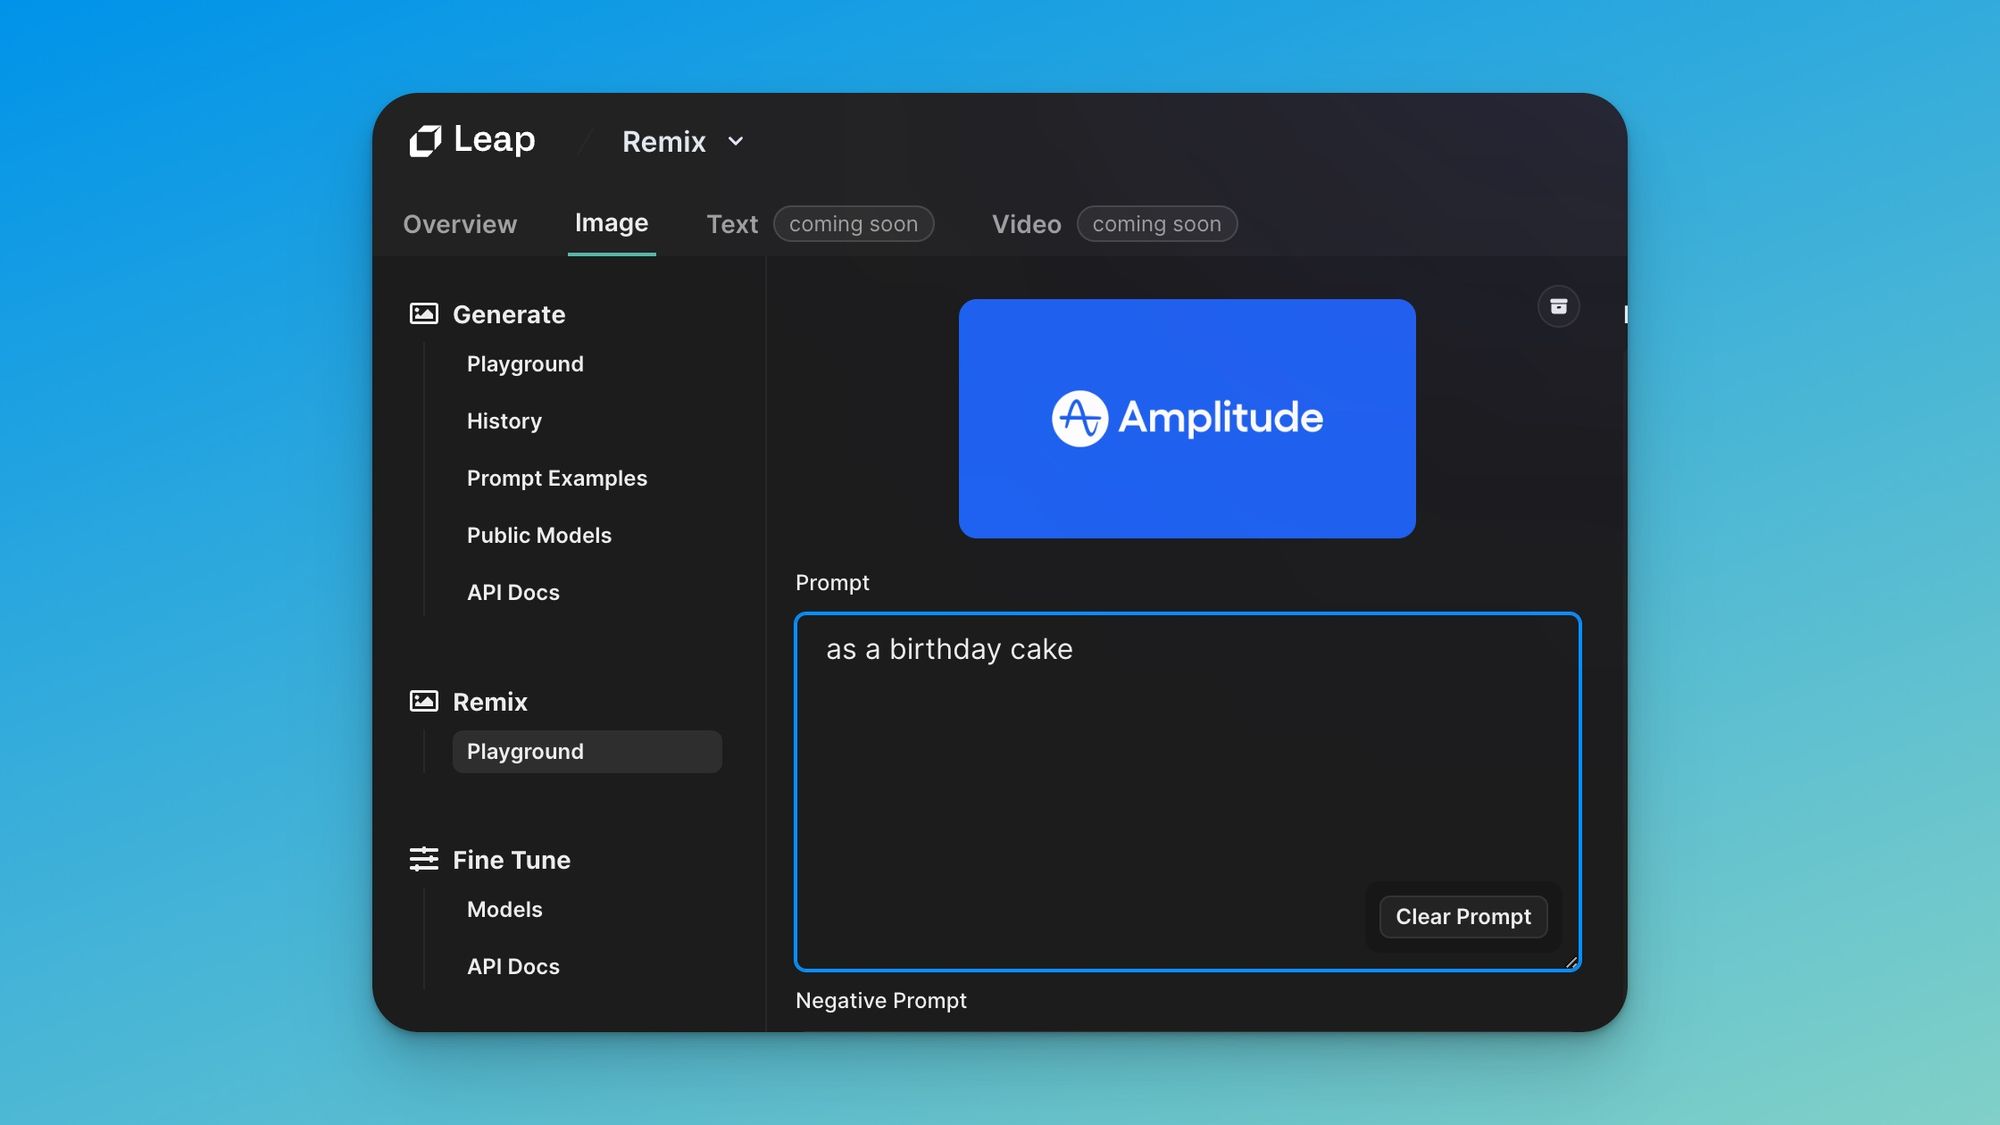 Leap / Remix
Overview Image Text coming soon Video coming soon
Generate
Playground
History
Prompt Examples
Public Models
API Docs
Remix
Playground
Fine Tune
Models
API Docs
Amplitude
Prompt
as a birthday cake
Clear Prompt
Negative Prompt